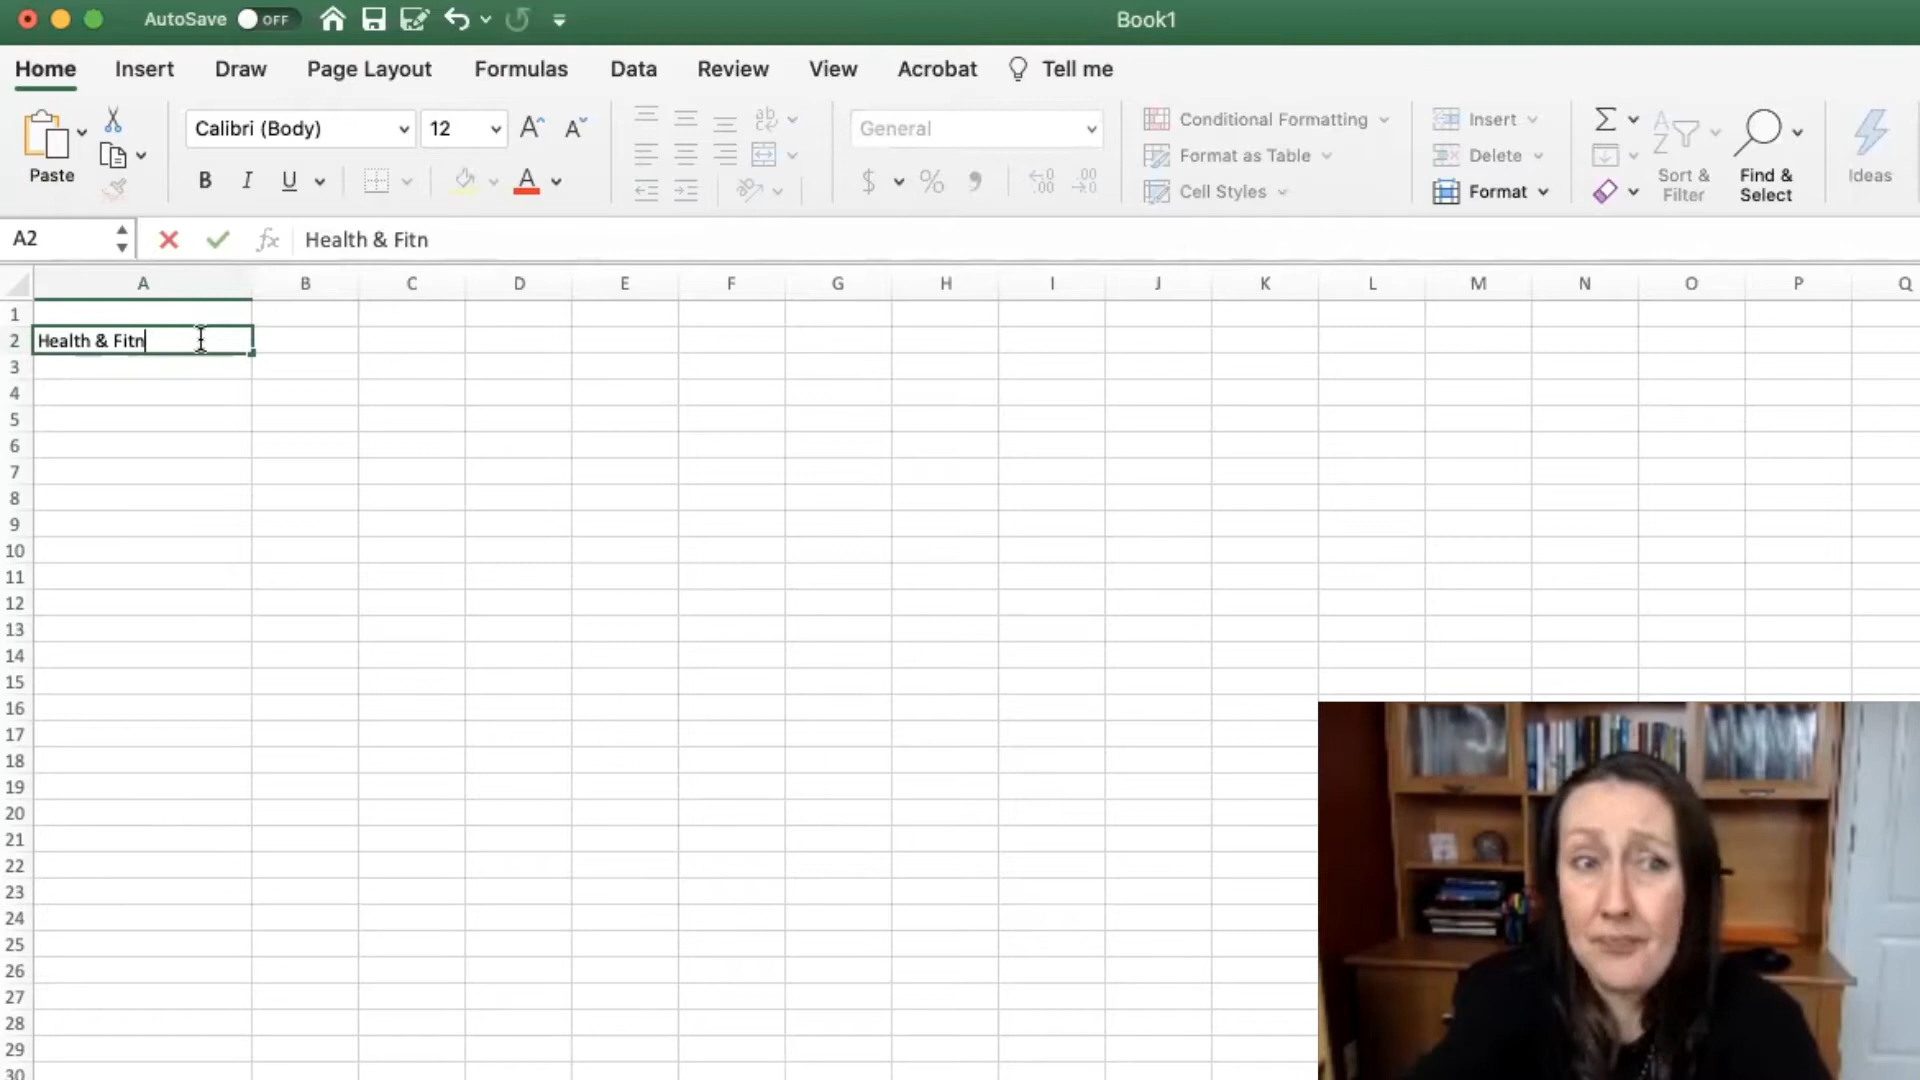 AutoSave OFF Book1
Home Insert Draw Page Layout Formulas Data Review View Acrobat Tell me
Paste
Calibri (Body) 12 A^ A˅
B I U A
ab
General
$ % ,
Conditional Formatting
Format as Table
Cell Styles
Insert
Delete
Format
Σ
Sort &
Filter
Find &
Select
Ideas
A2 fx Health & Fitn
A B C D E F G H I J K L M N O P Q
1
2 Health & Fitn
3
4
5
6
7
8
9
10
11
12
13
14
15
16
17
18
19
20
21
22
23
24
25
26
27
28
29
30